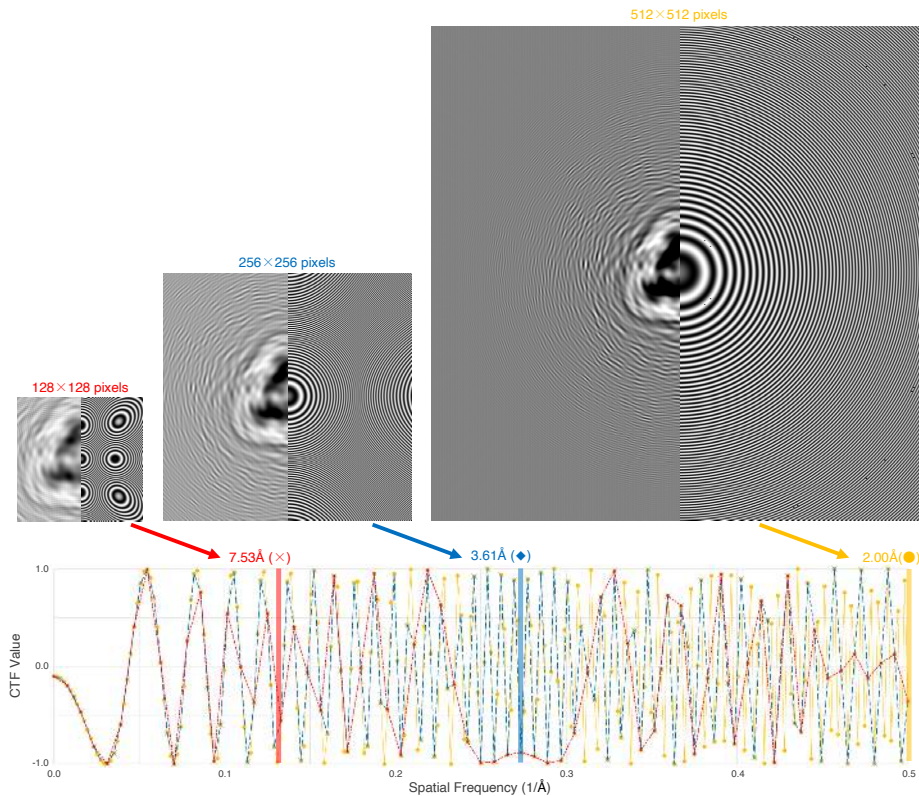 512×512 pixels
256×256 pixels
128×128 pixels
7.53Å (×)
3.61Å (◆)
2.00Å(●)
1.0
0.0
-1.0
CTF Value
0.0
0.1
0.2
0.3
0.4
0.5
Spatial Frequency (1/Å)